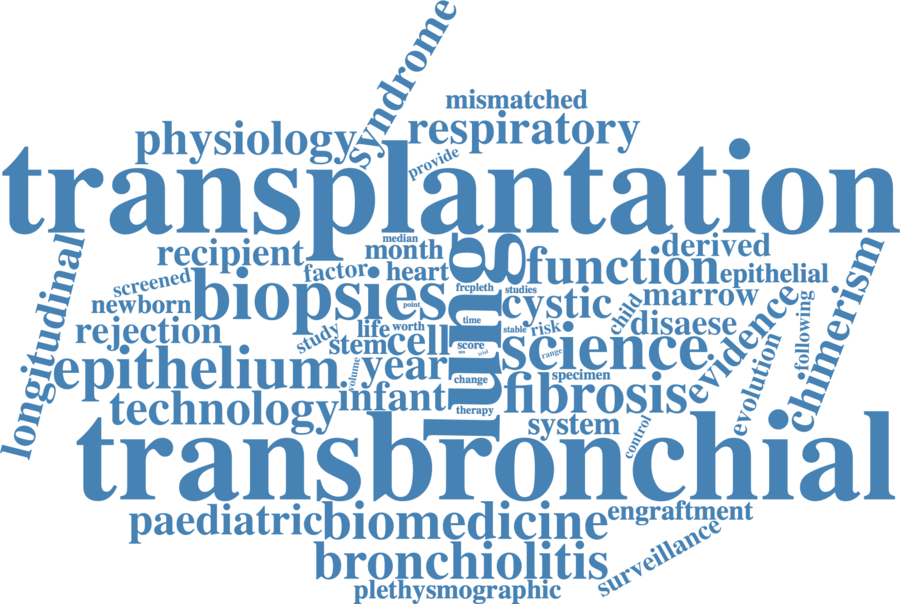 syndrome
mismatched
physiology
respiratory
provide
transplantation
median
derived
recipient
month
longitudinal
lung
function
chimerism
screened
factor
heart
epithelial
biopsies
frcpleth
studies
marrow
newborn
point
cystic
child
evidence
following
rejection
study
life
worth
time
stable
risk
disaese
stem
cell
score
trial
science
range
evolution
epithelium
volume
year
change
specimen
technology
infant
therapy
fibrosis
system
control
transbronchial
paediatric
biomedicine
engraftment
bronchiolitis
surveillance
plethysmographic